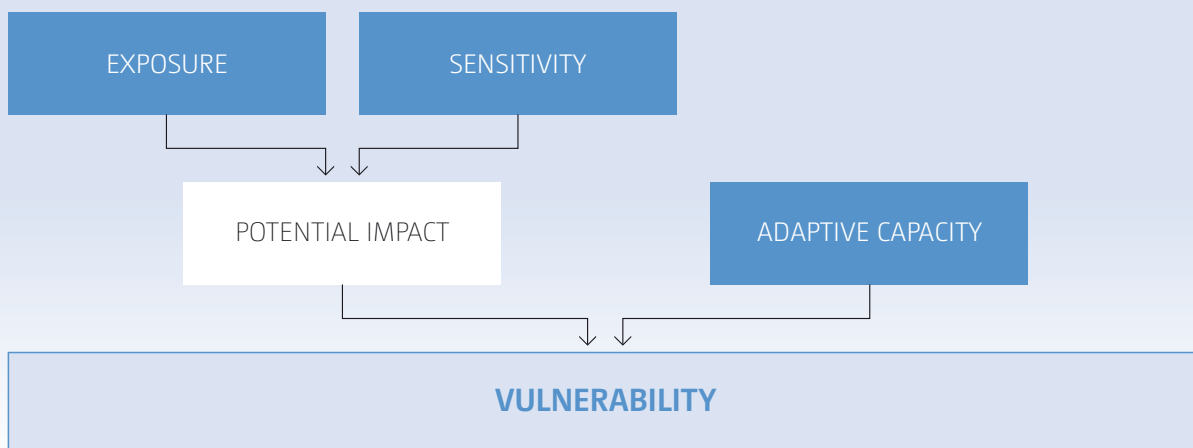 EXPOSURE
SENSITIVITY
POTENTIAL IMPACT
ADAPTIVE CAPACITY
VULNERABILITY